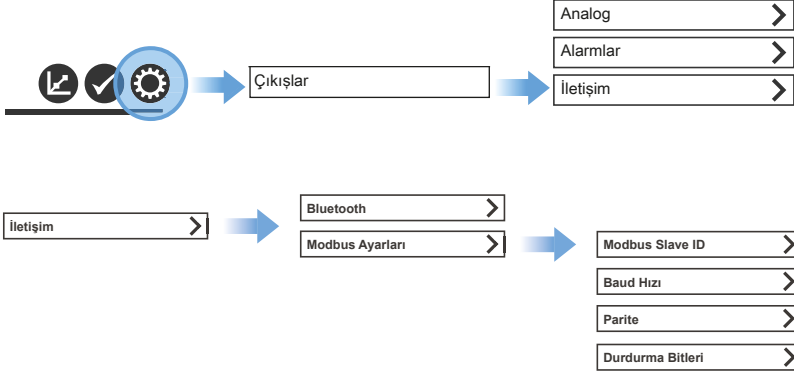 Analog
Alarmlar
İletişim
Çıkışlar
İletişim
Bluetooth
Modbus Ayarları
Modbus Slave ID
Baud Hızı
Parite
Durdurma Bitleri